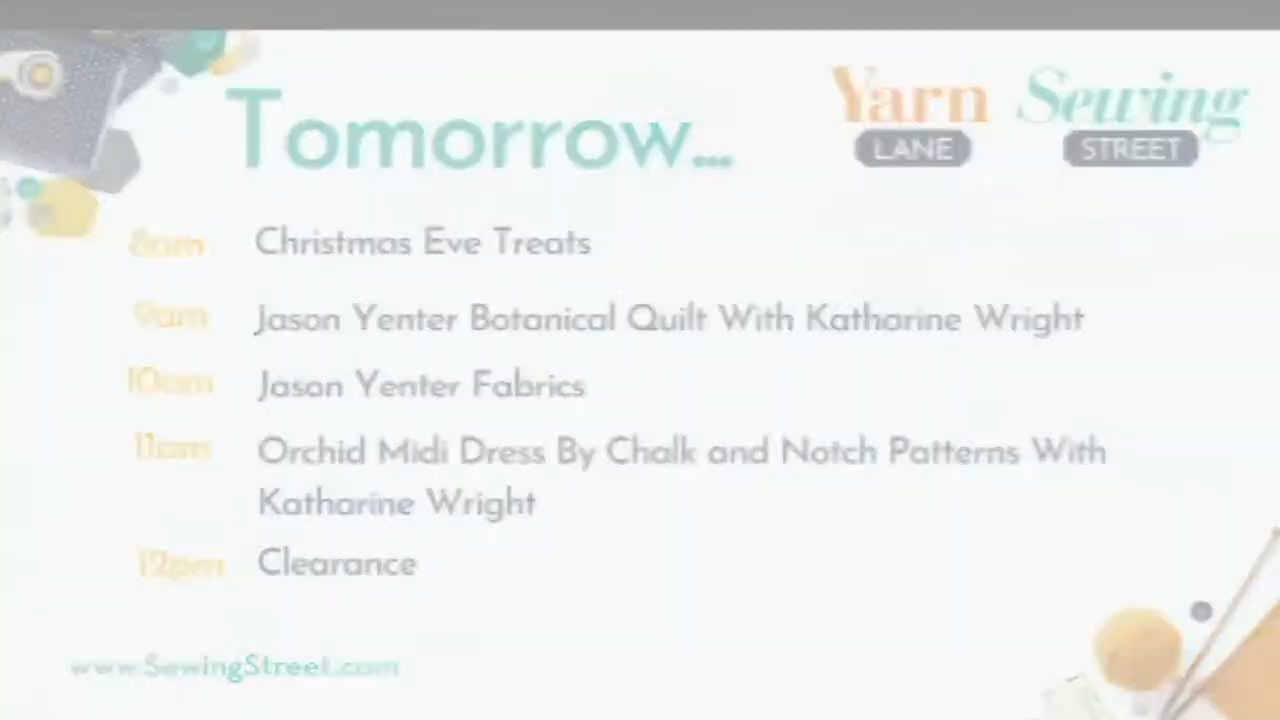 Tomorrow...
Yarn LANE
Sewing STREET
8am Christmas Eve Treats
9am Jason Yenter Botanical Quilt With Katharine Wright
10am Jason Yenter Fabrics
11am Orchid Midi Dress By Chalk and Notch Patterns With
Katharine Wright
12pm Clearance
www.SewingStreet.com